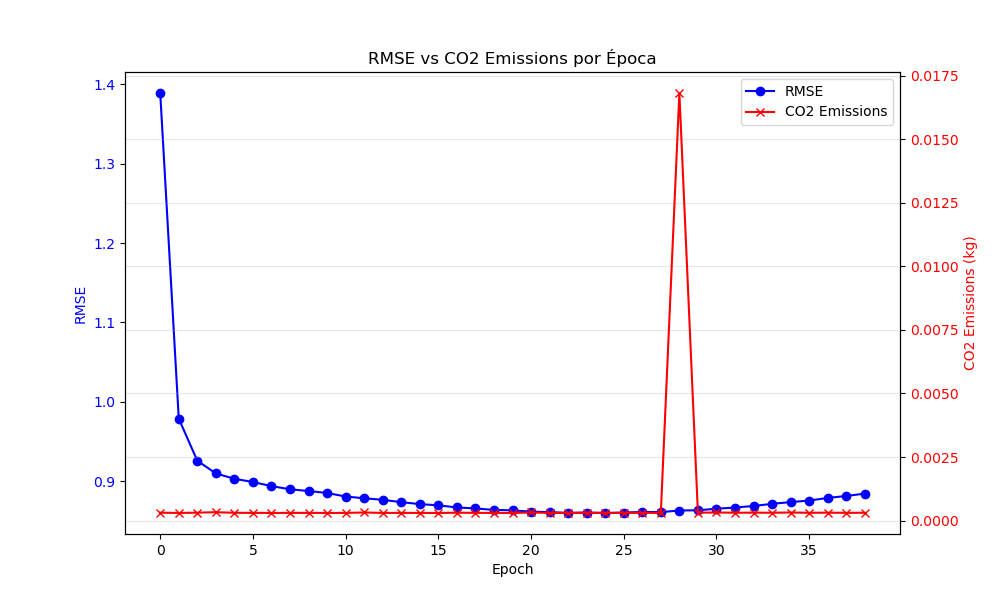 RMSE vs CO2 Emissions por Época
RMSE
CO2 Emissions
1.4
1.3
1.2
1.1
1.0
0.9
RMSE
0.0175
0.0150
0.0125
0.0100
0.0075
0.0050
0.0025
0.0000
CO2 Emissions (kg)
0 5 10 15 20 25 30 35
Epoch